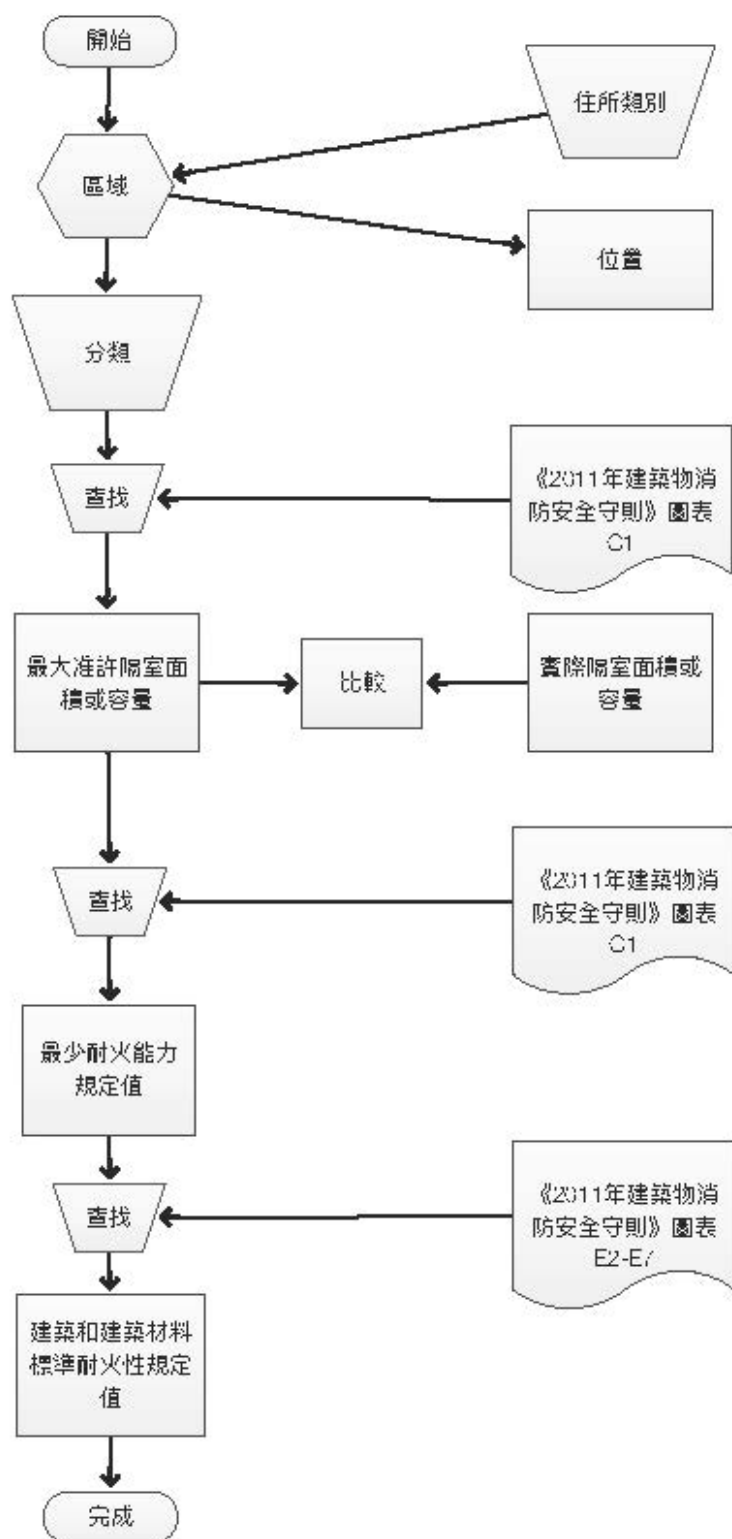 開始
住所類別
區域
位置
分類
《2011年建築物消
防安全守則》圖表
C1
查找
最大准許隔室面
積或容量
比較
實際隔室面積或
容量
《2011年建築物消
防安全守則》圖表
C1
查找
最少耐火能力
規定值
《2011年建築物消
防安全守則》圖表
E2-E7
查找
建築和建築材料
標準耐火性規定
值
完成